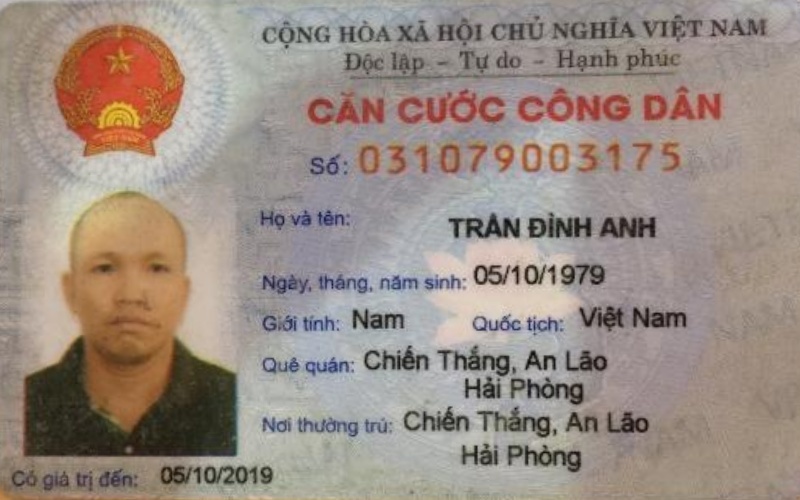 CỘNG HÒA XÃ HỘI CHỦ NGHĨA VIỆT NAM
Độc lập - Tự do - Hạnh phúc
CĂN CƯỚC CÔNG DÂN
Số: 031079003175
Họ và tên: TRẦN ĐÌNH ANH
Ngày, tháng, năm sinh: 05/10/1979
Giới tính: Nam Quốc tịch: Việt Nam
Quê quán: Chiến Thắng, An Lão
Hải Phòng
Nơi thường trú: Chiến Thắng, An Lão
Hải Phòng
Có giá trị đến: 05/10/2019